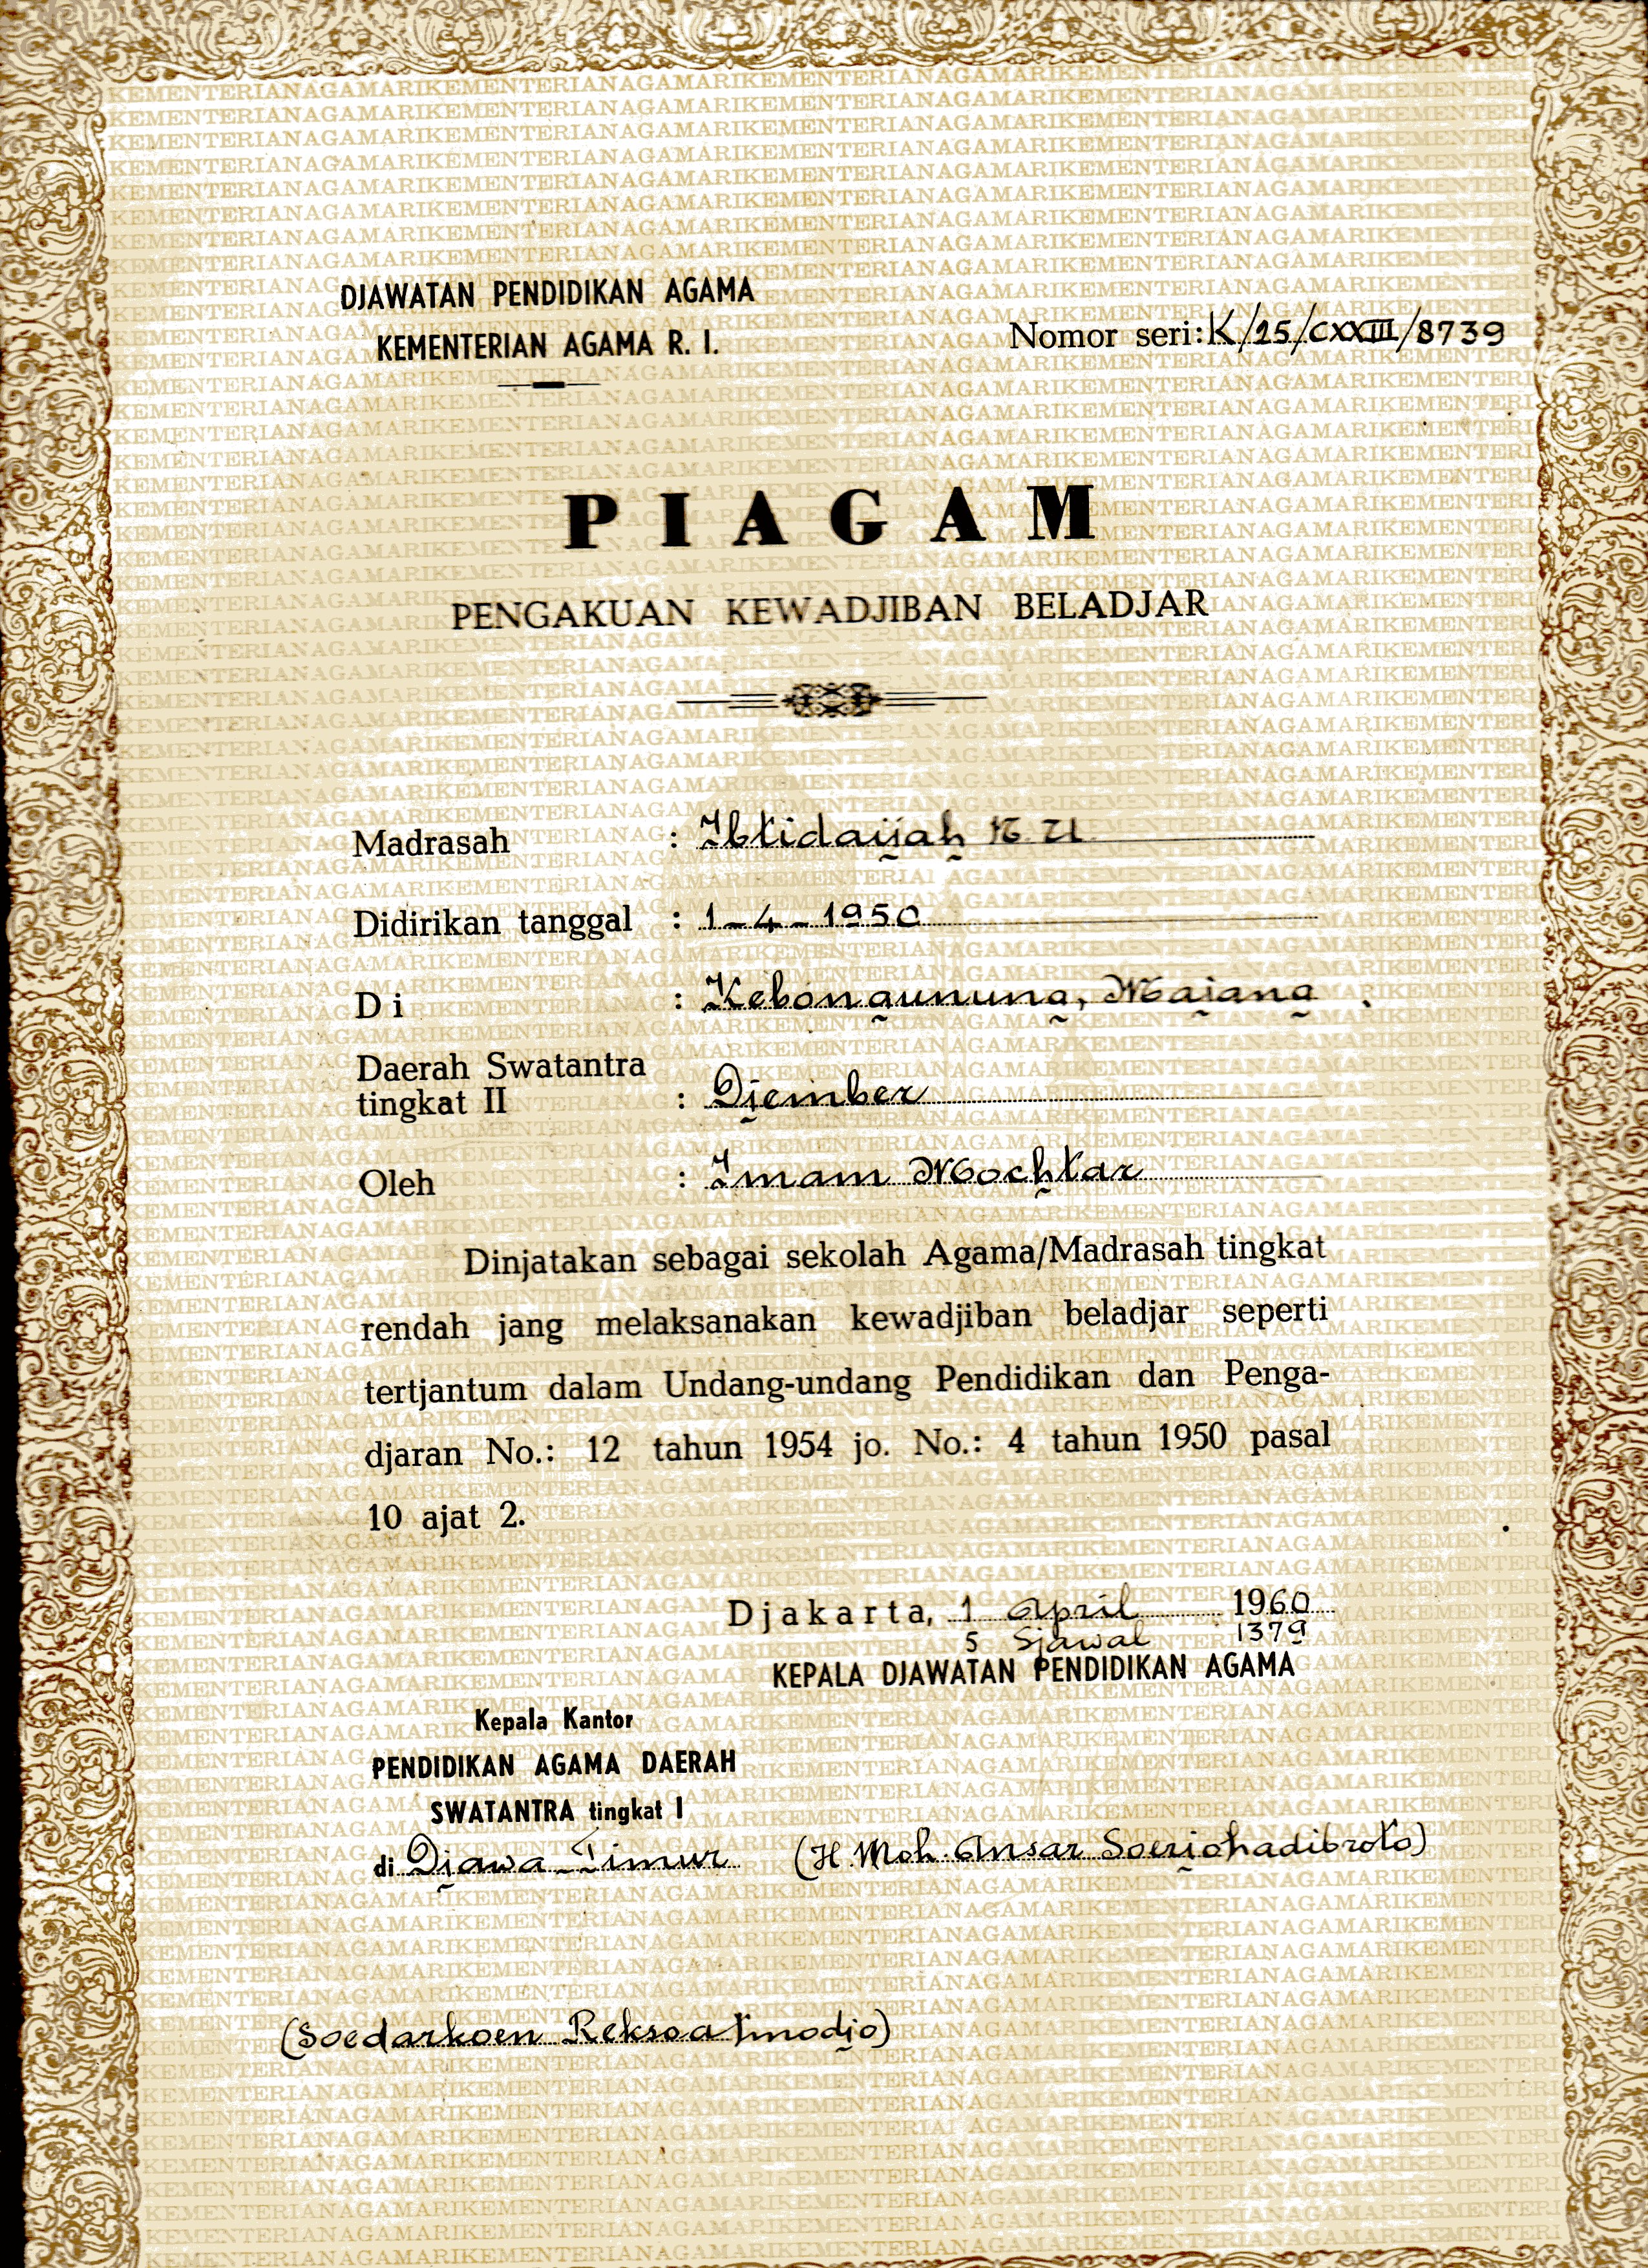 DJAWATAN PENDIDIKAN AGAMA
KEMENTERIAN AGAMA R. I.
Nomor seri: K/25/CXXIII/8739
PIAGAM
PENGAKUAN KEWADJIBAN BELADJAR
Madrasah : Ibtidaijah N.U
Didirikan tanggal : 1-4-1950
Di : Kebongunung, Majang
Daerah Swatantra
tingkat II : Djember
Oleh : Imam Mochtar
Dinjatakan sebagai sekolah Agama/Madrasah tingkat
rendah jang melaksanakan kewadjiban beladjar seperti
tertjantum dalam Undang-undang Pendidikan dan Penga-
djaran No.: 12 tahun 1954 jo. No.: 4 tahun 1950 pasal
10 ajat 2.
Djakarta, 1 April 1960
5 Sjawal 1379
KEPALA DJAWATAN PENDIDIKAN AGAMA
Kepala Kantor
PENDIDIKAN AGAMA DAERAH
SWATANTRA tingkat I
di Djawa-Timur
(H. Moh. Ansar Soerjohadibroto)
(Soedarkoen Reksoatmodjo)